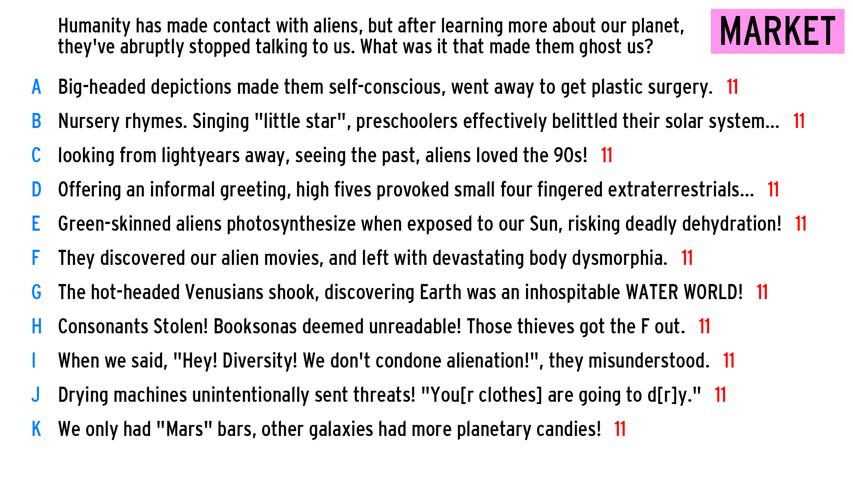 Humanity has made contact with aliens, but after learning more about our planet,
they've abruptly stopped talking to us. What was it that made them ghost us?
MARKET
A Big-headed depictions made them self-conscious, went away to get plastic surgery. 11
B Nursery rhymes. Singing "little star", preschoolers effectively belittled their solar system... 11
C looking from lightyears away, seeing the past, aliens loved the 90s! 11
D Offering an informal greeting, high fives provoked small four fingered extraterrestrials... 11
E Green-skinned aliens photosynthesize when exposed to our Sun, risking deadly dehydration! 11
F They discovered our alien movies, and left with devastating body dysmorphia. 11
G The hot-headed Venusians shook, discovering Earth was an inhospitable WATER WORLD! 11
H Consonants Stolen! Booksonas deemed unreadable! Those thieves got the F out. 11
I When we said, "Hey! Diversity! We don't condone alienation!", they misunderstood. 11
J Drying machines unintentionally sent threats! "You[r clothes] are going to d[r]y." 11
K We only had "Mars" bars, other galaxies had more planetary candies! 11